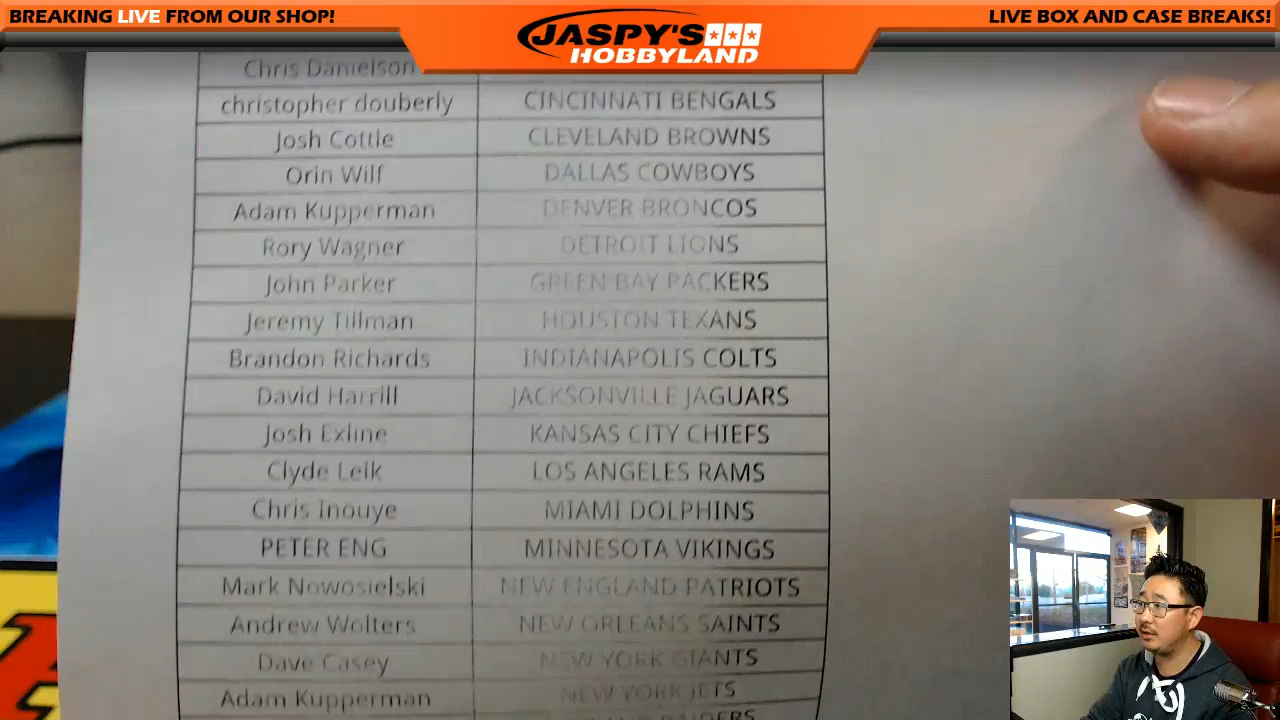 BREAKING LIVE FROM OUR SHOP!
JASPY'S
HOBBYLAND
LIVE BOX AND CASE BREAKS!
Chris Danielson
christopher douberly CINCINNATI BENGALS
Josh Cottle CLEVELAND BROWNS
Orin Wilf DALLAS COWBOYS
Adam Kupperman DENVER BRONCOS
Rory Wagner DETROIT LIONS
John Parker GREEN BAY PACKERS
Jeremy Tillman HOUSTON TEXANS
Brandon Richards INDIANAPOLIS COLTS
David Harrill JACKSONVILLE JAGUARS
Josh Exline KANSAS CITY CHIEFS
Clyde Leik LOS ANGELES RAMS
Chris Inouye MIAMI DOLPHINS
PETER ENG MINNESOTA VIKINGS
Mark Nowosielski NEW ENGLAND PATRIOTS
Andrew Wolters NEW ORLEANS SAINTS
Dave Casey NEW YORK GIANTS
Adam Kupperman NEW YORK JETS
RAIDERS